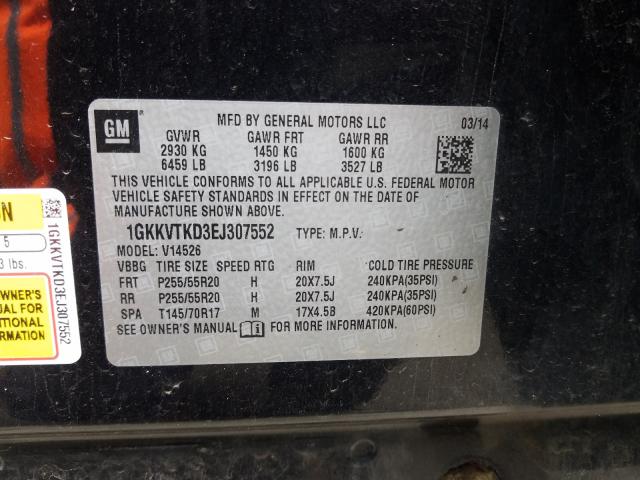 GM
MFD BY GENERAL MOTORS LLC 03/14
GVWR GAWR FRT GAWR RR
2930 KG 1450 KG 1600 KG
6459 LB 3196 LB 3527 LB
THIS VEHICLE CONFORMS TO ALL APPLICABLE U.S. FEDERAL MOTOR
VEHICLE SAFETY STANDARDS IN EFFECT ON THE DATE OF
MANUFACTURE SHOWN ABOVE.
1GKKVTKD3EJ307552 TYPE: M.P.V.
MODEL: V14526
VBBG TIRE SIZE SPEED RTG RIM COLD TIRE PRESSURE
FRT P255/55R20 H 20X7.5J 240KPA(35PSI)
RR P255/55R20 H 20X7.5J 240KPA(35PSI)
SPA T145/70R17 M 17X4.5B 420KPA(60PSI)
SEE OWNER'S MANUAL i FOR MORE INFORMATION.
5
lbs.
OWNER'S
FOR
1GKKVTKD3EJ307552